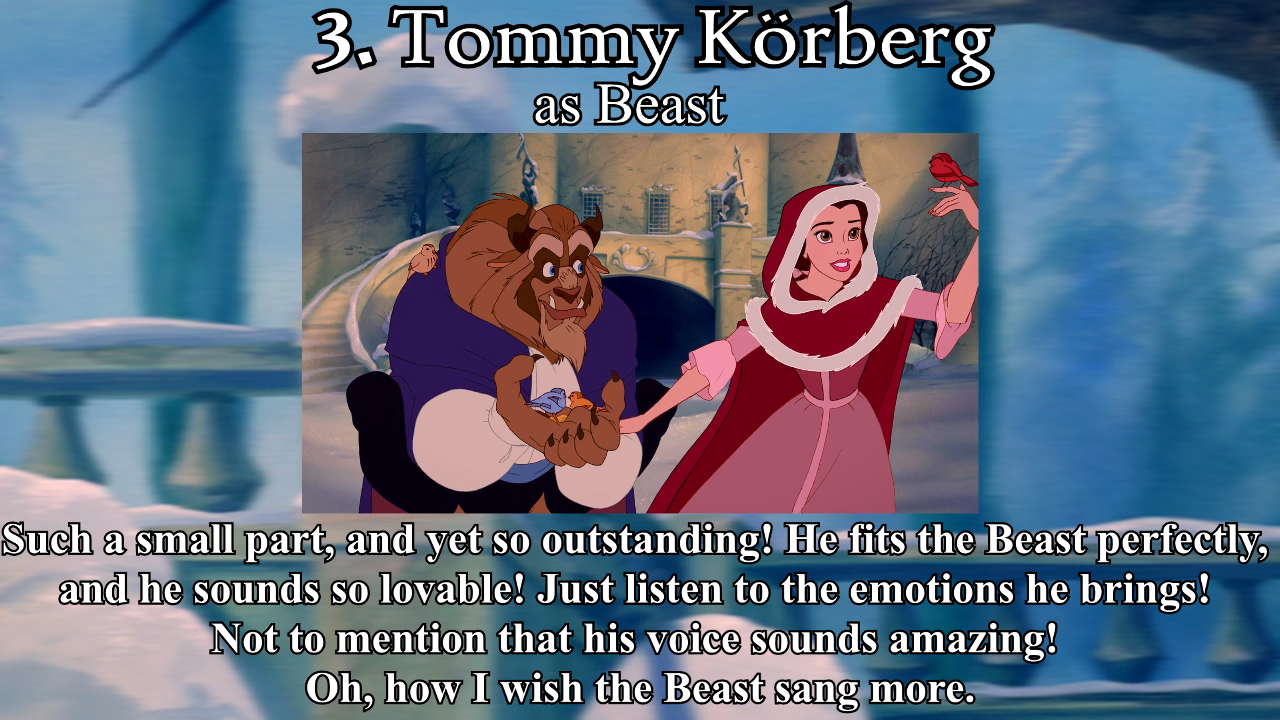 3. Tommy Körberg
as Beast
Such a small part, and yet so outstanding! He fits the Beast perfectly,
and he sounds so lovable! Just listen to the emotions he brings!
Not to mention that his voice sounds amazing!
Oh, how I wish the Beast sang more.